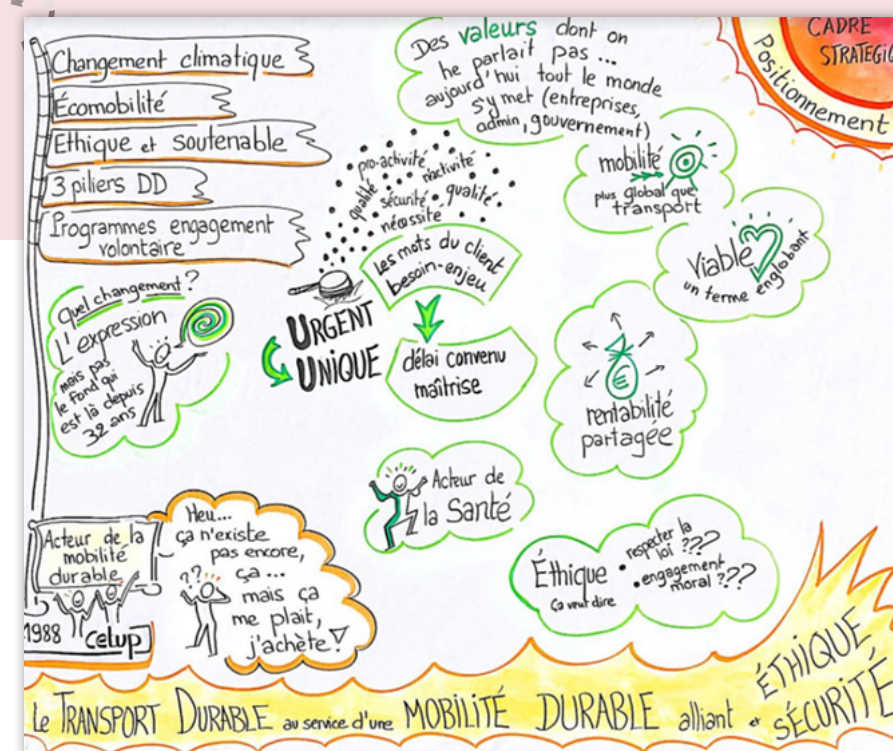 Changement climatique
Écomobilité
Ethique et soutenable
3 piliers DD
Programmes engagement
volontaire
Quel changement?
L'expression
mais pas
le fond qui
est là depuis
32 ans
Acteur de la
mobilité
durable
1988
celup
Heu...
ça n'existe
pas encore,
ça ...
mais ça
me plait,
j'achète!
??
Des valeurs dont on
ne parlait pas ...
aujourd'hui tout le monde
s'y met (entreprises,
admin, gouvernement)
pro-activité
réactivité
qualité
sécurité
qualité
nécessite
les mots du client
besoin-enjeu
URGENT
UNIQUE
délai convenu
maîtrise
Acteur de
la Santé
mobilité
plus global que
transport
Viable
un terme englobant
€
rentabilité
partagée
Éthique
ça veut dire
• respecter la
loi ???
• engagement
moral ???
CADRE
STRATEGIQ
Positionnement
Le TRANSPORT DURABLE au service d'une MOBILITÉ DURABLE alliant ÉTHIQUE
et SÉCURITÉ